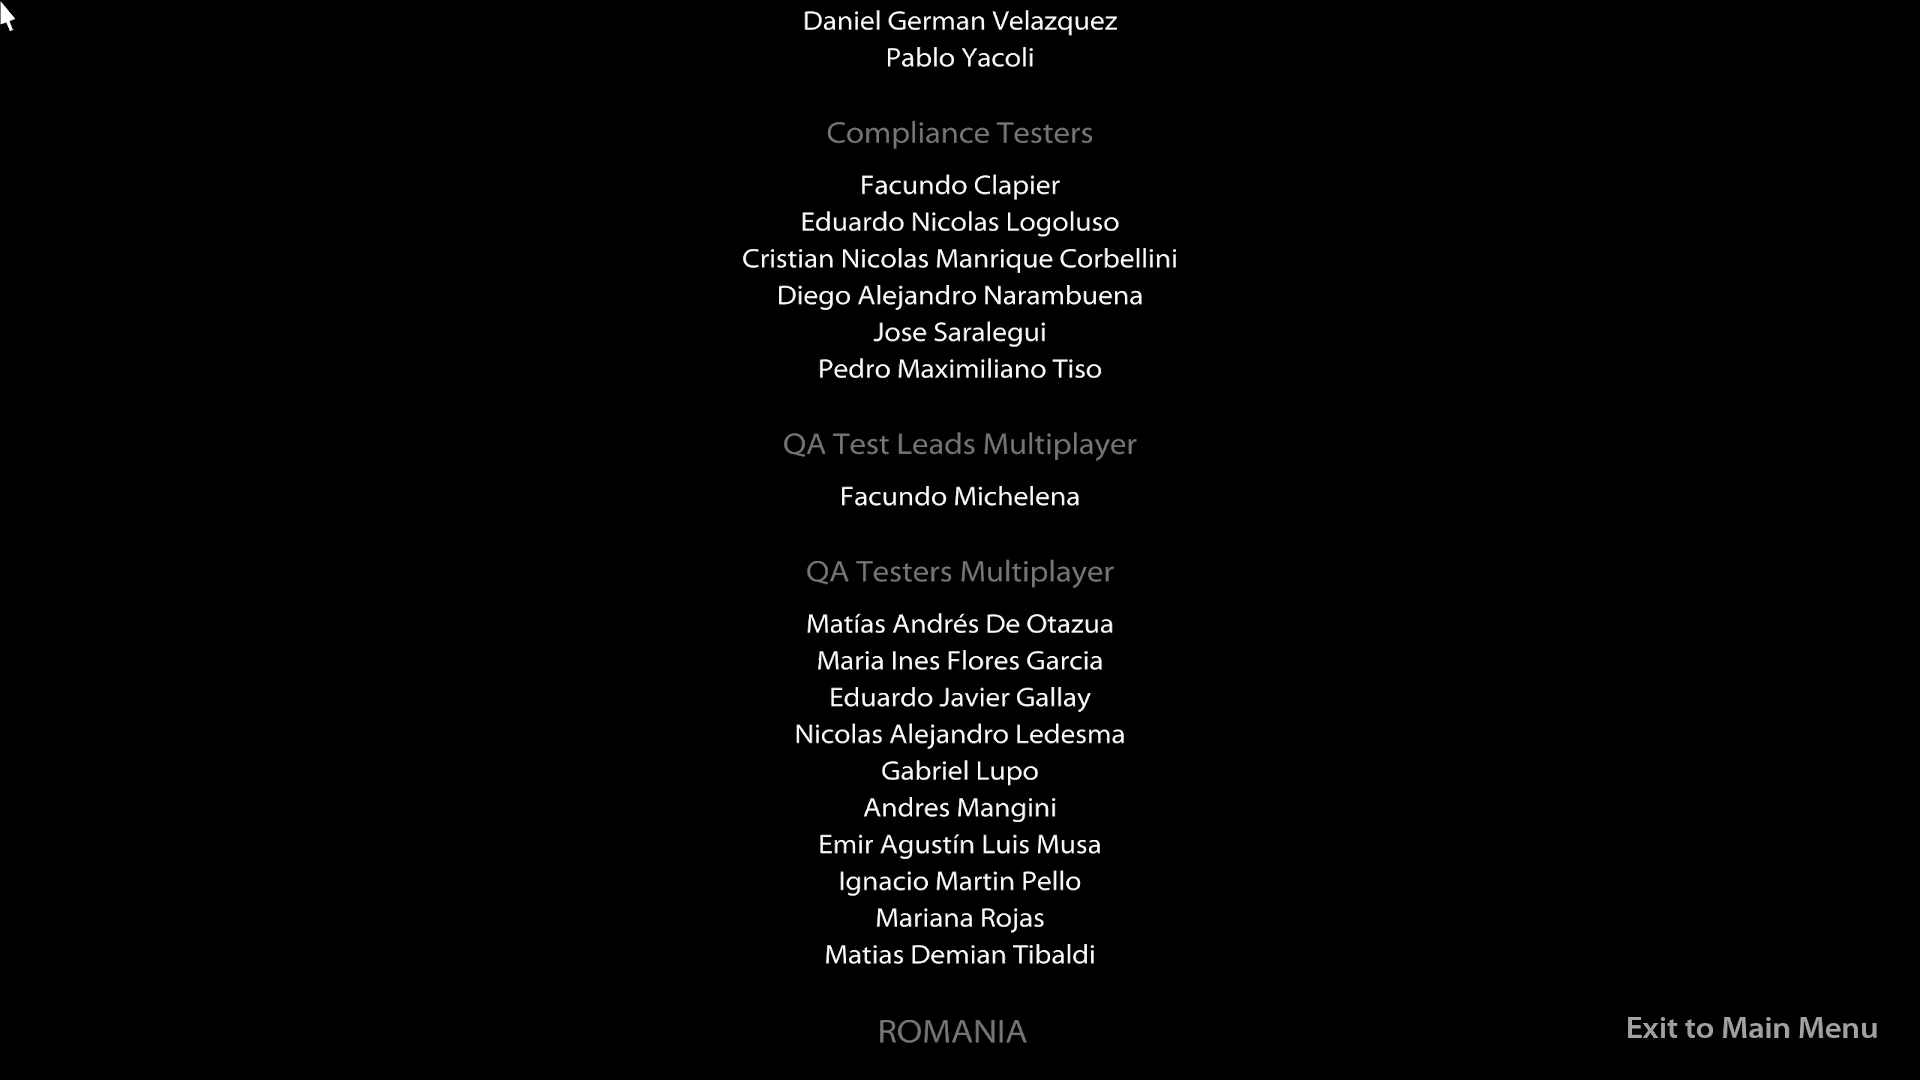 Daniel German Velazquez
Pablo Yacoli
Compliance Testers
Facundo Clapier
Eduardo Nicolas Logoluso
Cristian Nicolas Manrique Corbellini
Diego Alejandro Narambuena
Jose Saralegui
Pedro Maximiliano Tiso
QA Test Leads Multiplayer
Facundo Michelena
QA Testers Multiplayer
Matías Andrés De Otazua
Maria Ines Flores Garcia
Eduardo Javier Gallay
Nicolas Alejandro Ledesma
Gabriel Lupo
Andres Mangini
Emir Agustín Luis Musa
Ignacio Martin Pello
Mariana Rojas
Matias Demian Tibaldi
ROMANIA
Exit to Main Menu